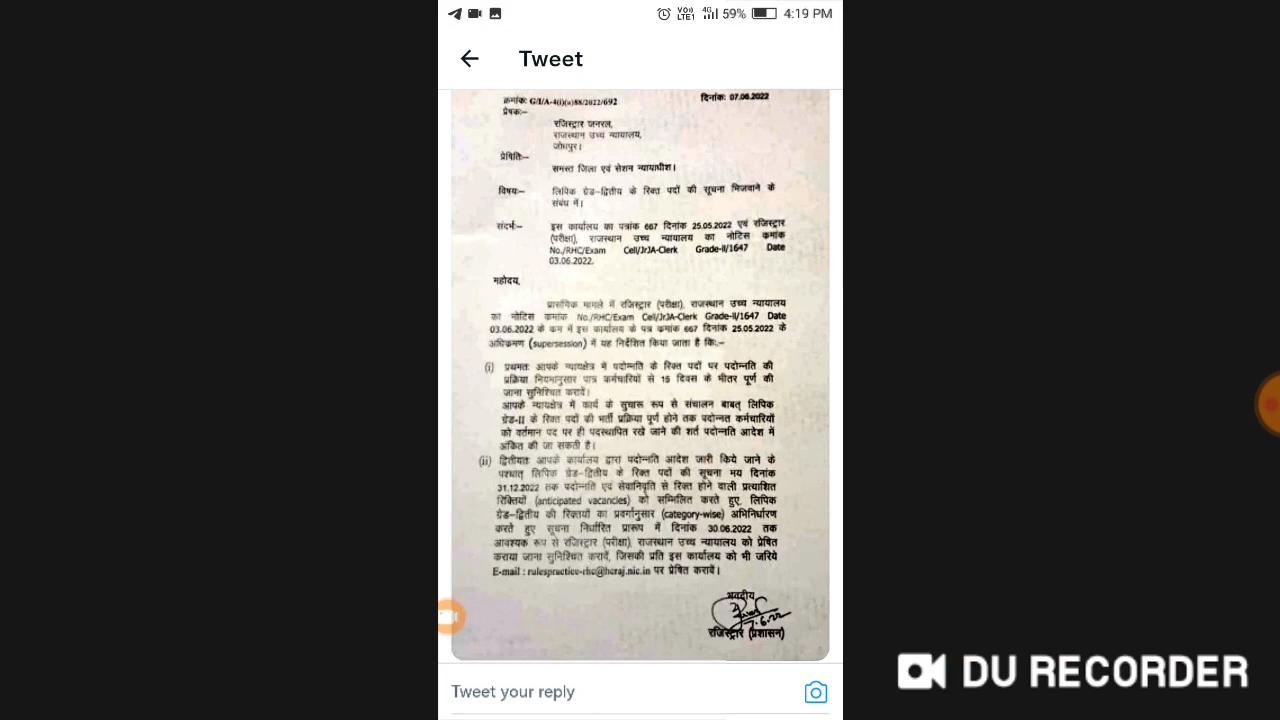 VO)) LTE1 4G 59% 4:19 PM
Tweet
क्रमांकः G/I/A-4(i)(a)88/2022/692 दिनांकः 07.06.2022
प्रेषकः–
रजिस्ट्रार जनरल,
राजस्थान उच्च न्यायालय,
जोधपुर।
प्रेषिति–
समस्त जिला एवं सेशन न्यायाधीश।
विषयः– लिपिक ग्रेड–द्वितीय के रिक्त पदों की सूचना भिजवाने के
संबंध में।
संदर्भः– इस कार्यालय का पत्रांक 667 दिनांक 25.05.2022 एवं रजिस्ट्रार
(परीक्षा), राजस्थान उच्च न्यायालय का नोटिस क्रमांक
No./RHC/Exam Cell/JrJA-Clerk Grade-II/1647 Date
03.06.2022.
महोदय,
प्रासंगिक मामले में रजिस्ट्रार (परीक्षा), राजस्थान उच्च न्यायालय
का नोटिस क्रमांक No./RHC/Exam Cell/JrJA-Clerk Grade-II/1647 Date
03.06.2022 के क्रम में इस कार्यालय के पत्र क्रमांक 667 दिनांक 25.05.2022 के
अधिक्रमण (supersession) में यह निर्देशित किया जाता है किः–
(i) प्रथमतः आपके न्यायक्षेत्र में पदोन्नति के रिक्त पदों पर पदोन्नति की
प्रक्रिया नियमानुसार पात्र कर्मचारियों से 15 दिवस के भीतर पूर्ण की
जाना सुनिश्चित करावें।
आपके न्यायक्षेत्र में कार्य के सुचारू रूप से संचालन बाबत् लिपिक
ग्रेड-II के रिक्त पदों की भर्ती प्रक्रिया पूर्ण होने तक पदोन्नत कर्मचारियों
को वर्तमान पद पर ही पदस्थापित रखे जाने की शर्त पदोन्नति आदेश में
अंकित की जा सकती है।
(ii) द्वितीयतः आपके कार्यालय द्वारा पदोन्नति आदेश जारी किये जाने के
पश्चात् लिपिक ग्रेड–द्वितीय के रिक्त पदों की सूचना मय दिनांक
31.12.2022 तक पदोन्नति एवं सेवानिवृति से रिक्त होने वाली प्रत्याशित
रिक्तियों (anticipated vacancies) को सम्मिलित करते हुए, लिपिक
ग्रेड–द्वितीय की रिक्तयों का प्रवर्गानुसार (category-wise) अभिनिर्धारण
करते हुए सूचना निर्धारित प्रारूप में दिनांक 30.06.2022 तक
आवश्यक रूप से रजिस्ट्रार (परीक्षा), राजस्थान उच्च न्यायालय को प्रेषित
कराया जाना सुनिश्चित करावें, जिसकी प्रति इस कार्यालय को भी जरिये
E-mail : rulespractice-rhc@hcraj.nic.in पर प्रेषित करावें।
भवदीय
7.6.22
रजिस्ट्रार (प्रशासन)
Tweet your reply
DU RECORDER